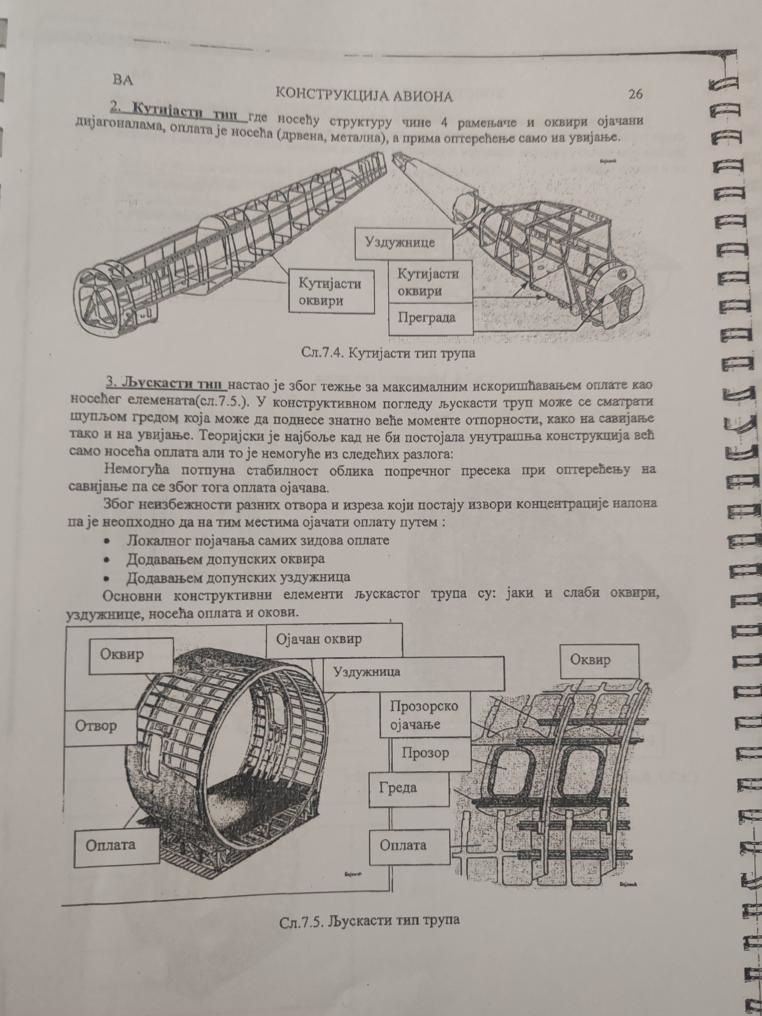 ВА
КОНСТРУКЦИЈА АВИОНА
26
2. Кутијасти тип где носећу структуру чине 4 рамењаче и оквири ојачани
дијагоналама, оплата је носећа (дрвена, метална), а прима оптерећење само на увијање.
Бојанић
Уздужнице
Кутијасти
оквири
Кутијасти
оквири
Преграда
Сл.7.4. Кутијасти тип трупа
3. Љускасти тип настао је због тежње за максималним искоришћавањем оплате као
носећег елемената(сл.7.5.). У конструктивном погледу љускасти труп може се сматрати
шупљом гредом која може да поднесе знатно веће моменте отпорности, како на савијање
тако и на увијање. Теоријски је најбоље кад не би постојала унутрашња конструкција већ
само носећа оплата али то је немогуће из следећих разлога:
Немогућа потпуна стабилност облика попречног пресека при оптерећењу на
савијање па се због тога оплата ојачава.
Због неизбежности разних отвора и изреза који постају извори концентрације напона
па је неопходно да на тим местима ојачати оплату путем :
• Локалног појачања самих зидова оплате
• Додавањем допунских оквира
• Додавањем допунских уздужница
Основни конструктивни елементи љускастог трупа су: јаки и слаби оквири,
уздужнице, носећа оплата и окови.
Оквир
Ојачан оквир
Уздужница
Отвор
Оплата
Бојанић
Оквир
Прозорско
ојачање
Прозор
Греда
Оплата
Бојанић
Сл.7.5. Љускасти тип трупа